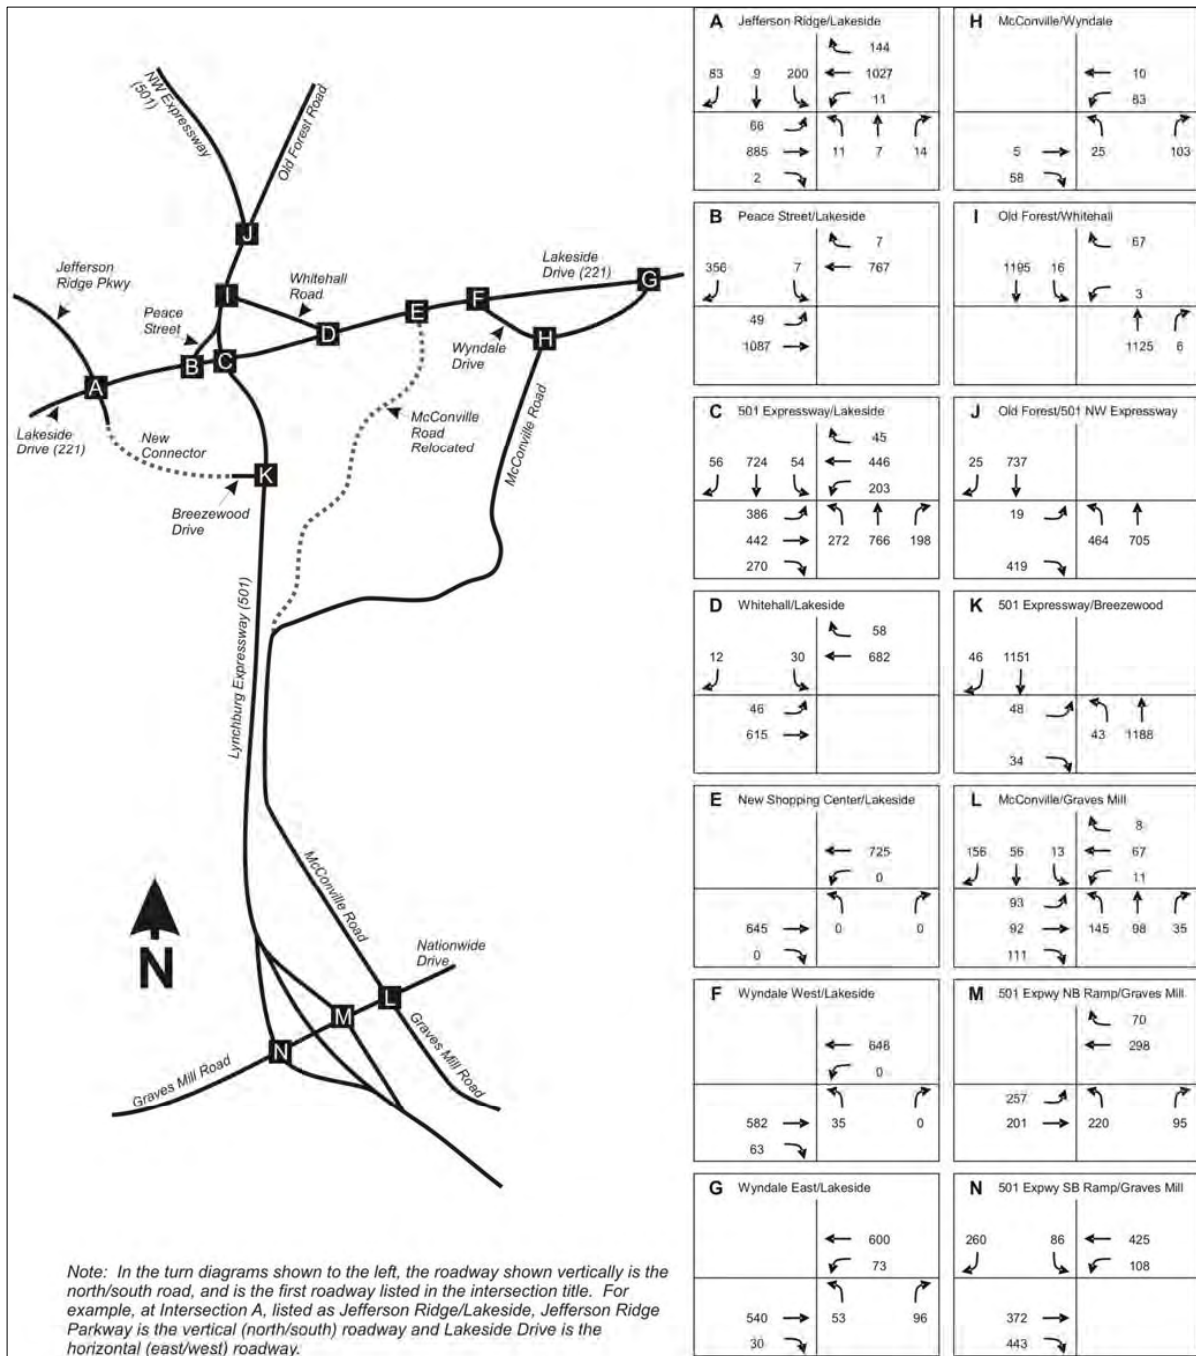 NW Expressway
(501)
Old Forest Road
J
Jefferson
Ridge Pkwy
Peace
Street
I
Whitehall
Road
Lakeside
Drive (221)
G
E
F
D
Wyndale
Drive
H
B
C
A
Lakeside
Drive (221)
New
Connector
K
Breezewood
Drive
McConville
Road
Relocated
McConville Road
Lynchburg Expressway (501)
McConville Road
N
Nationwide
Drive
L
M
N
Graves Mill Road
Graves Mill Road
Note: In the turn diagrams shown to the left, the roadway shown vertically is the
north/south road, and is the first roadway listed in the intersection title. For
example, at Intersection A, listed as Jefferson Ridge/Lakeside, Jefferson Ridge
Parkway is the vertical (north/south) roadway and Lakeside Drive is the
horizontal (east/west) roadway.
A Jefferson Ridge/Lakeside
144
83 9 200 1027
11
66
885 11 7 14
2
B Peace Street/Lakeside
7
356 7 767
49
1087
C 501 Expressway/Lakeside
45
56 724 54 446
203
386
442 272 766 198
270
D Whitehall/Lakeside
58
12 30 682
46
615
E New Shopping Center/Lakeside
725
0
645 0 0
0
F Wyndale West/Lakeside
646
0
582 35 0
63
G Wyndale East/Lakeside
600
73
540 53 96
30
H McConville/Wyndale
10
83
5 25 103
58
I Old Forest/Whitehall
67
1195 16
3
1125 6
J Old Forest/501 NW Expressway
25 737
19
464 705
419
K 501 Expressway/Breezewood
46 1151
48
43 1188
34
L McConville/Graves Mill
8
156 56 13 67
11
93
92 145 98 35
111
M 501 Expwy NB Ramp/Graves Mill
70
298
257
201 220 95
N 501 Expwy SB Ramp/Graves Mill
260 86 425
108
372
443